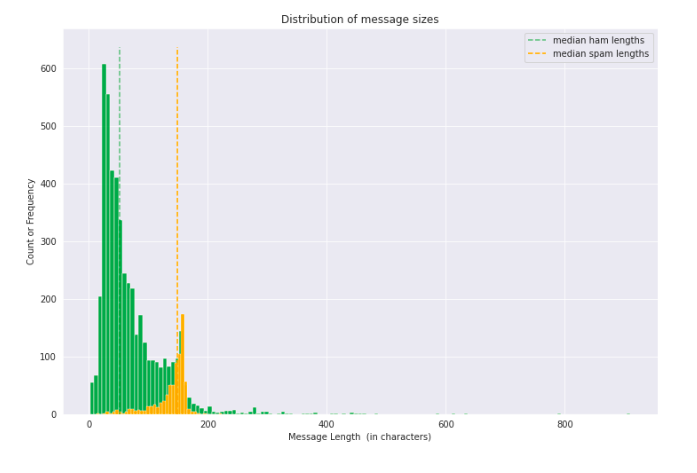 Distribution of message sizes
median ham lengths
median spam lengths
600
500
400
300
200
100
0
Count or Frequency
0 200 400 600 800
Message Length (in characters)